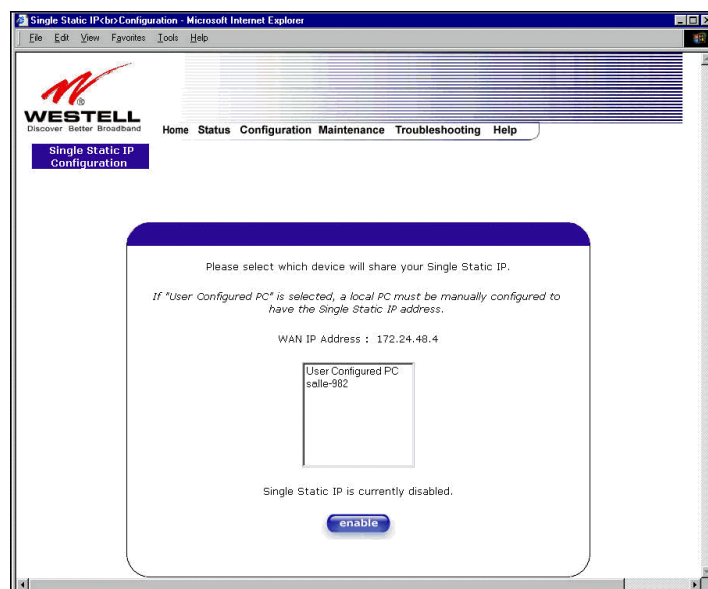 Single Static IP<br>Configuration - Microsoft Internet Explorer
File Edit View Favorites Tools Help
WESTELL
®
Discover Better Broadband
Home Status Configuration Maintenance Troubleshooting Help
Single Static IP
Configuration
Please select which device will share your Single Static IP.
If "User Configured PC" is selected, a local PC must be manually configured to
have the Single Static IP address.
WAN IP Address : 172.24.48.4
User Configured PC
salle-982
Single Static IP is currently disabled.
enable